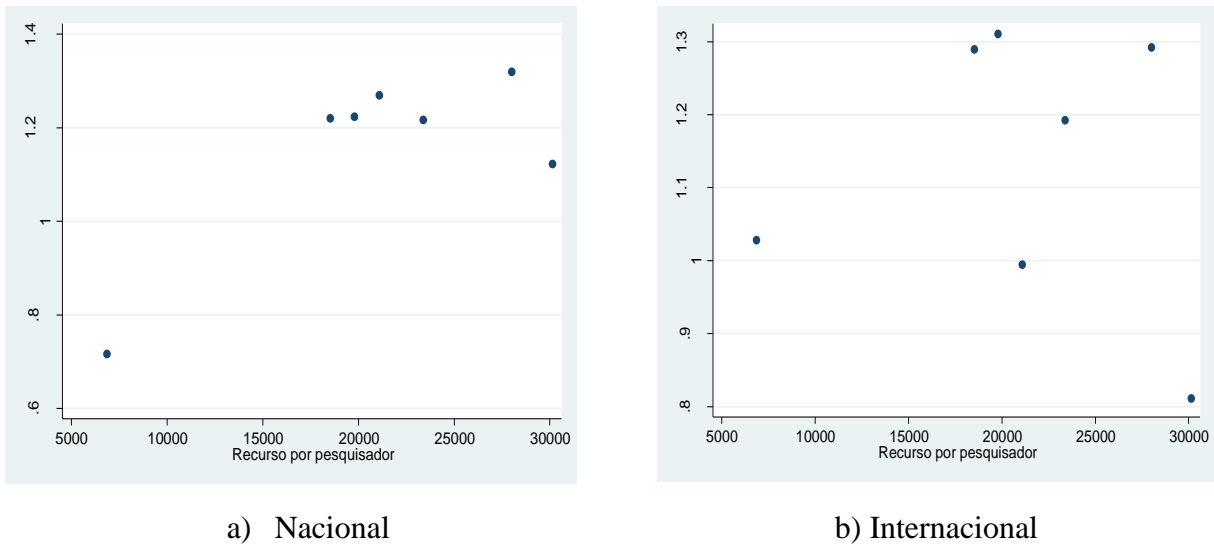 1.4
1.2
1
.8
.6
5000 10000 15000 20000 25000 30000
Recurso por pesquisador
a) Nacional
1.3
1.2
1.1
1
.9
.8
5000 10000 15000 20000 25000 30000
Recurso por pesquisador
b) Internacional